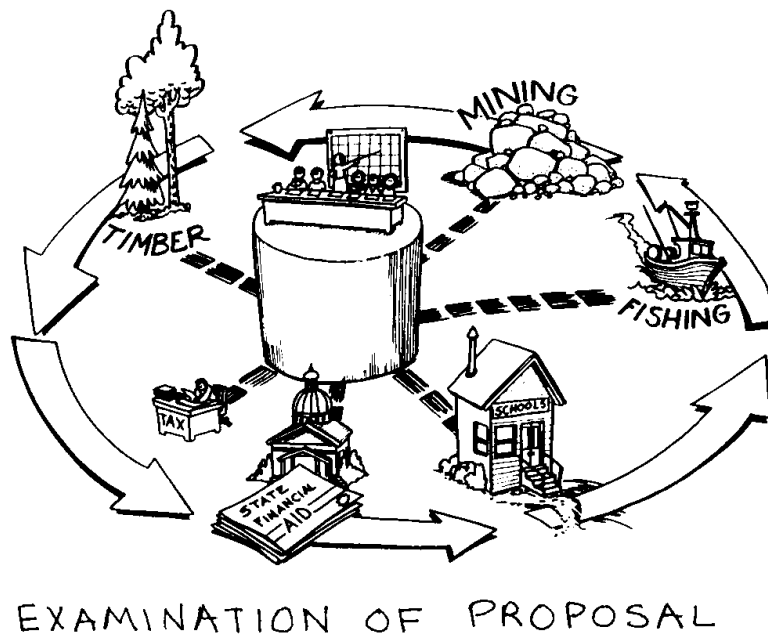 MINING
TIMBER
FISHING
TAX
SCHOOLS
STATE
FINANCIAL
AID
EXAMINATION OF PROPOSAL